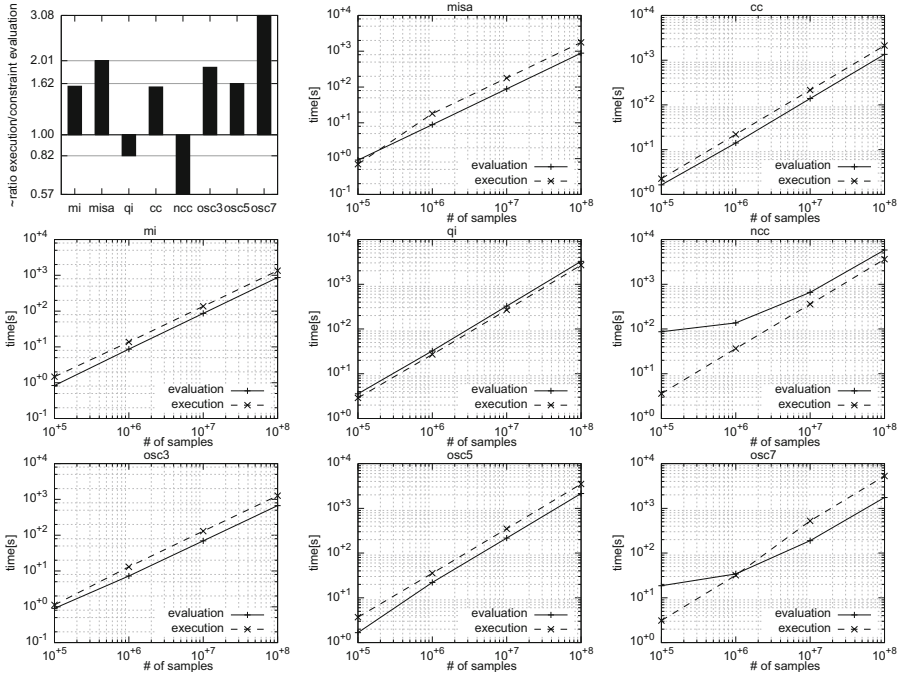 ~ratio execution/constraint evaluation
3.08
2.01
1.62
1.00
0.82
0.57
mi misa qi cc ncc osc3 osc5 osc7
misa
time[s]
10^+4
10^+3
10^+2
10^+1
10^+0
10^-1
evaluation
execution
10^+5 10^+6 10^+7 10^+8
# of samples
cc
time[s]
10^+4
10^+3
10^+2
10^+1
10^+0
evaluation
execution
10^+5 10^+6 10^+7 10^+8
# of samples
mi
time[s]
10^+4
10^+3
10^+2
10^+1
10^+0
10^-1
evaluation
execution
10^+5 10^+6 10^+7 10^+8
# of samples
qi
time[s]
10^+4
10^+3
10^+2
10^+1
10^+0
evaluation
execution
10^+5 10^+6 10^+7 10^+8
# of samples
ncc
time[s]
10^+4
10^+3
10^+2
10^+1
10^+0
evaluation
execution
10^+5 10^+6 10^+7 10^+8
# of samples
osc3
time[s]
10^+4
10^+3
10^+2
10^+1
10^+0
10^-1
evaluation
execution
10^+5 10^+6 10^+7 10^+8
# of samples
osc5
time[s]
10^+4
10^+3
10^+2
10^+1
10^+0
evaluation
execution
10^+5 10^+6 10^+7 10^+8
# of samples
osc7
time[s]
10^+4
10^+3
10^+2
10^+1
10^+0
evaluation
execution
10^+5 10^+6 10^+7 10^+8
# of samples